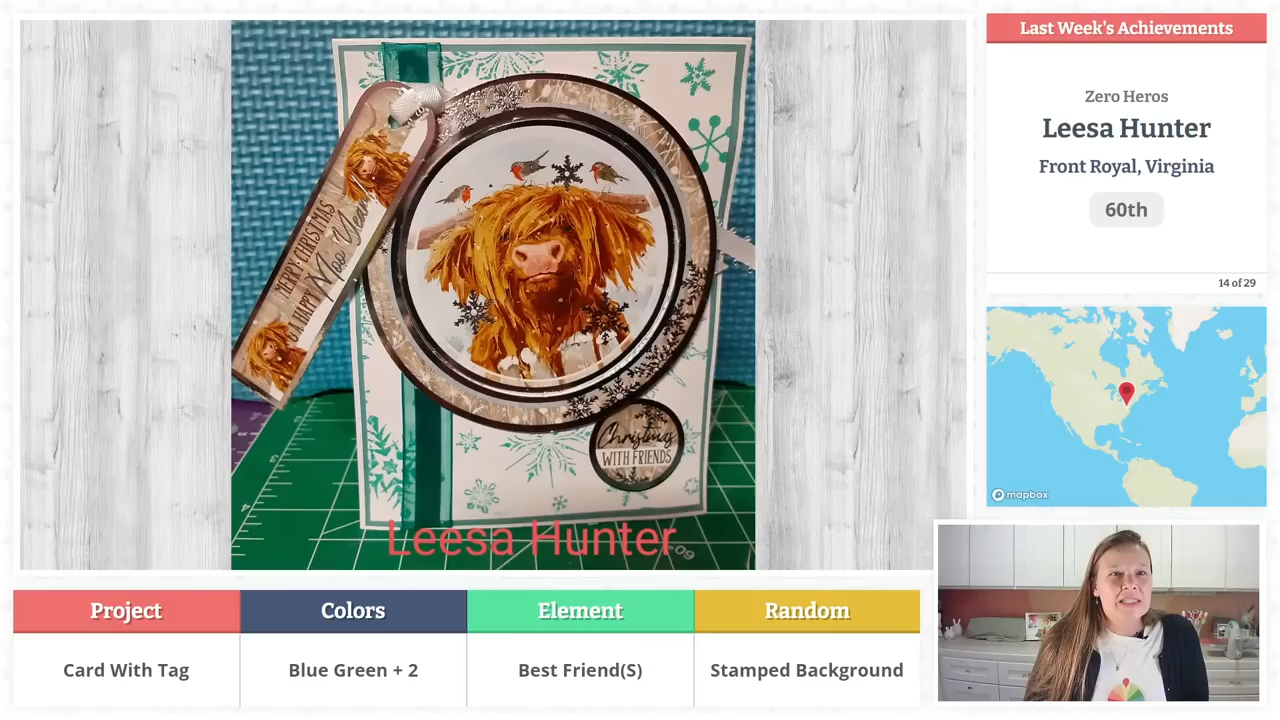 MERRY CHRISTMAS
& A HAPPY Moo Year
Christmas
WITH FRIENDS
Leesa Hunter
09
Last Week's Achievements
Zero Heros
Leesa Hunter
Front Royal, Virginia
60th
14 of 29
mapbox
Project
Colors
Element
Random
Card With Tag
Blue Green + 2
Best Friend(S)
Stamped Background